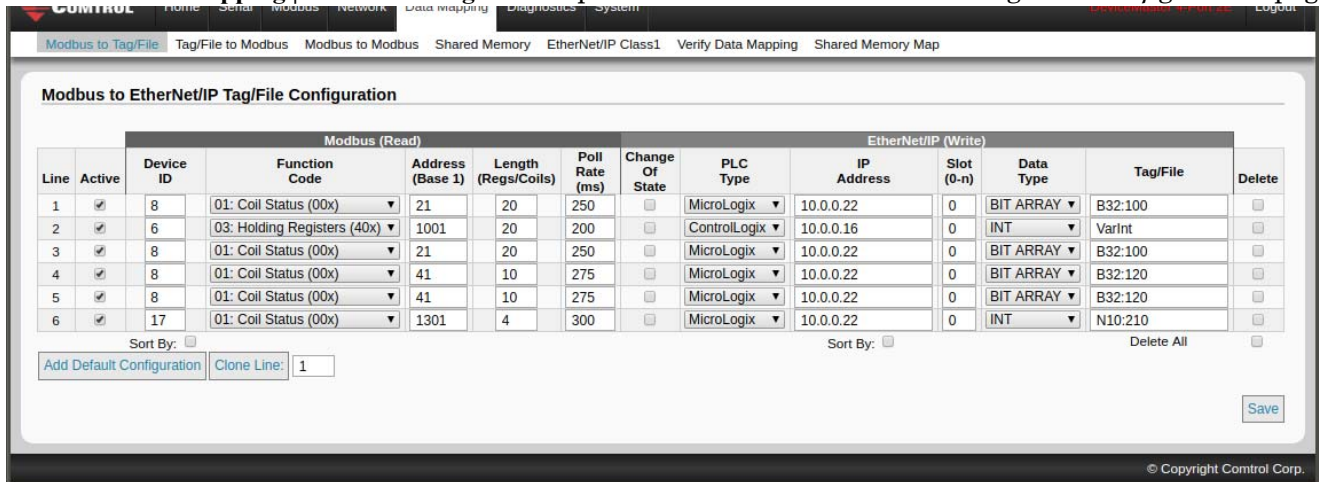 COMTROL Home Serial Modbus Network Data Mapping Diagnostics System DeviceMaster 4-Port 2E Logout
Modbus to Tag/File Tag/File to Modbus Modbus to Modbus Shared Memory EtherNet/IP Class1 Verify Data Mapping Shared Memory Map
Modbus to EtherNet/IP Tag/File Configuration
Modbus (Read) EtherNet/IP (Write)
Line Active Device ID Function Code Address (Base 1) Length (Regs/Coils) Poll Rate (ms) Change Of State PLC Type IP Address Slot (0-n) Data Type Tag/File Delete
1 8 01: Coil Status (00x) 21 20 250 MicroLogix 10.0.0.22 0 BIT ARRAY B32:100
2 6 03: Holding Registers (40x) 1001 20 200 ControlLogix 10.0.0.16 0 INT VarInt
3 8 01: Coil Status (00x) 21 20 250 MicroLogix 10.0.0.22 0 BIT ARRAY B32:100
4 8 01: Coil Status (00x) 41 10 275 MicroLogix 10.0.0.22 0 BIT ARRAY B32:120
5 8 01: Coil Status (00x) 41 10 275 MicroLogix 10.0.0.22 0 BIT ARRAY B32:120
6 17 01: Coil Status (00x) 1301 4 300 MicroLogix 10.0.0.22 0 INT N10:210
Sort By: Sort By: Delete All
Add Default Configuration Clone Line: 1
Save
© Copyright Comtrol Corp.